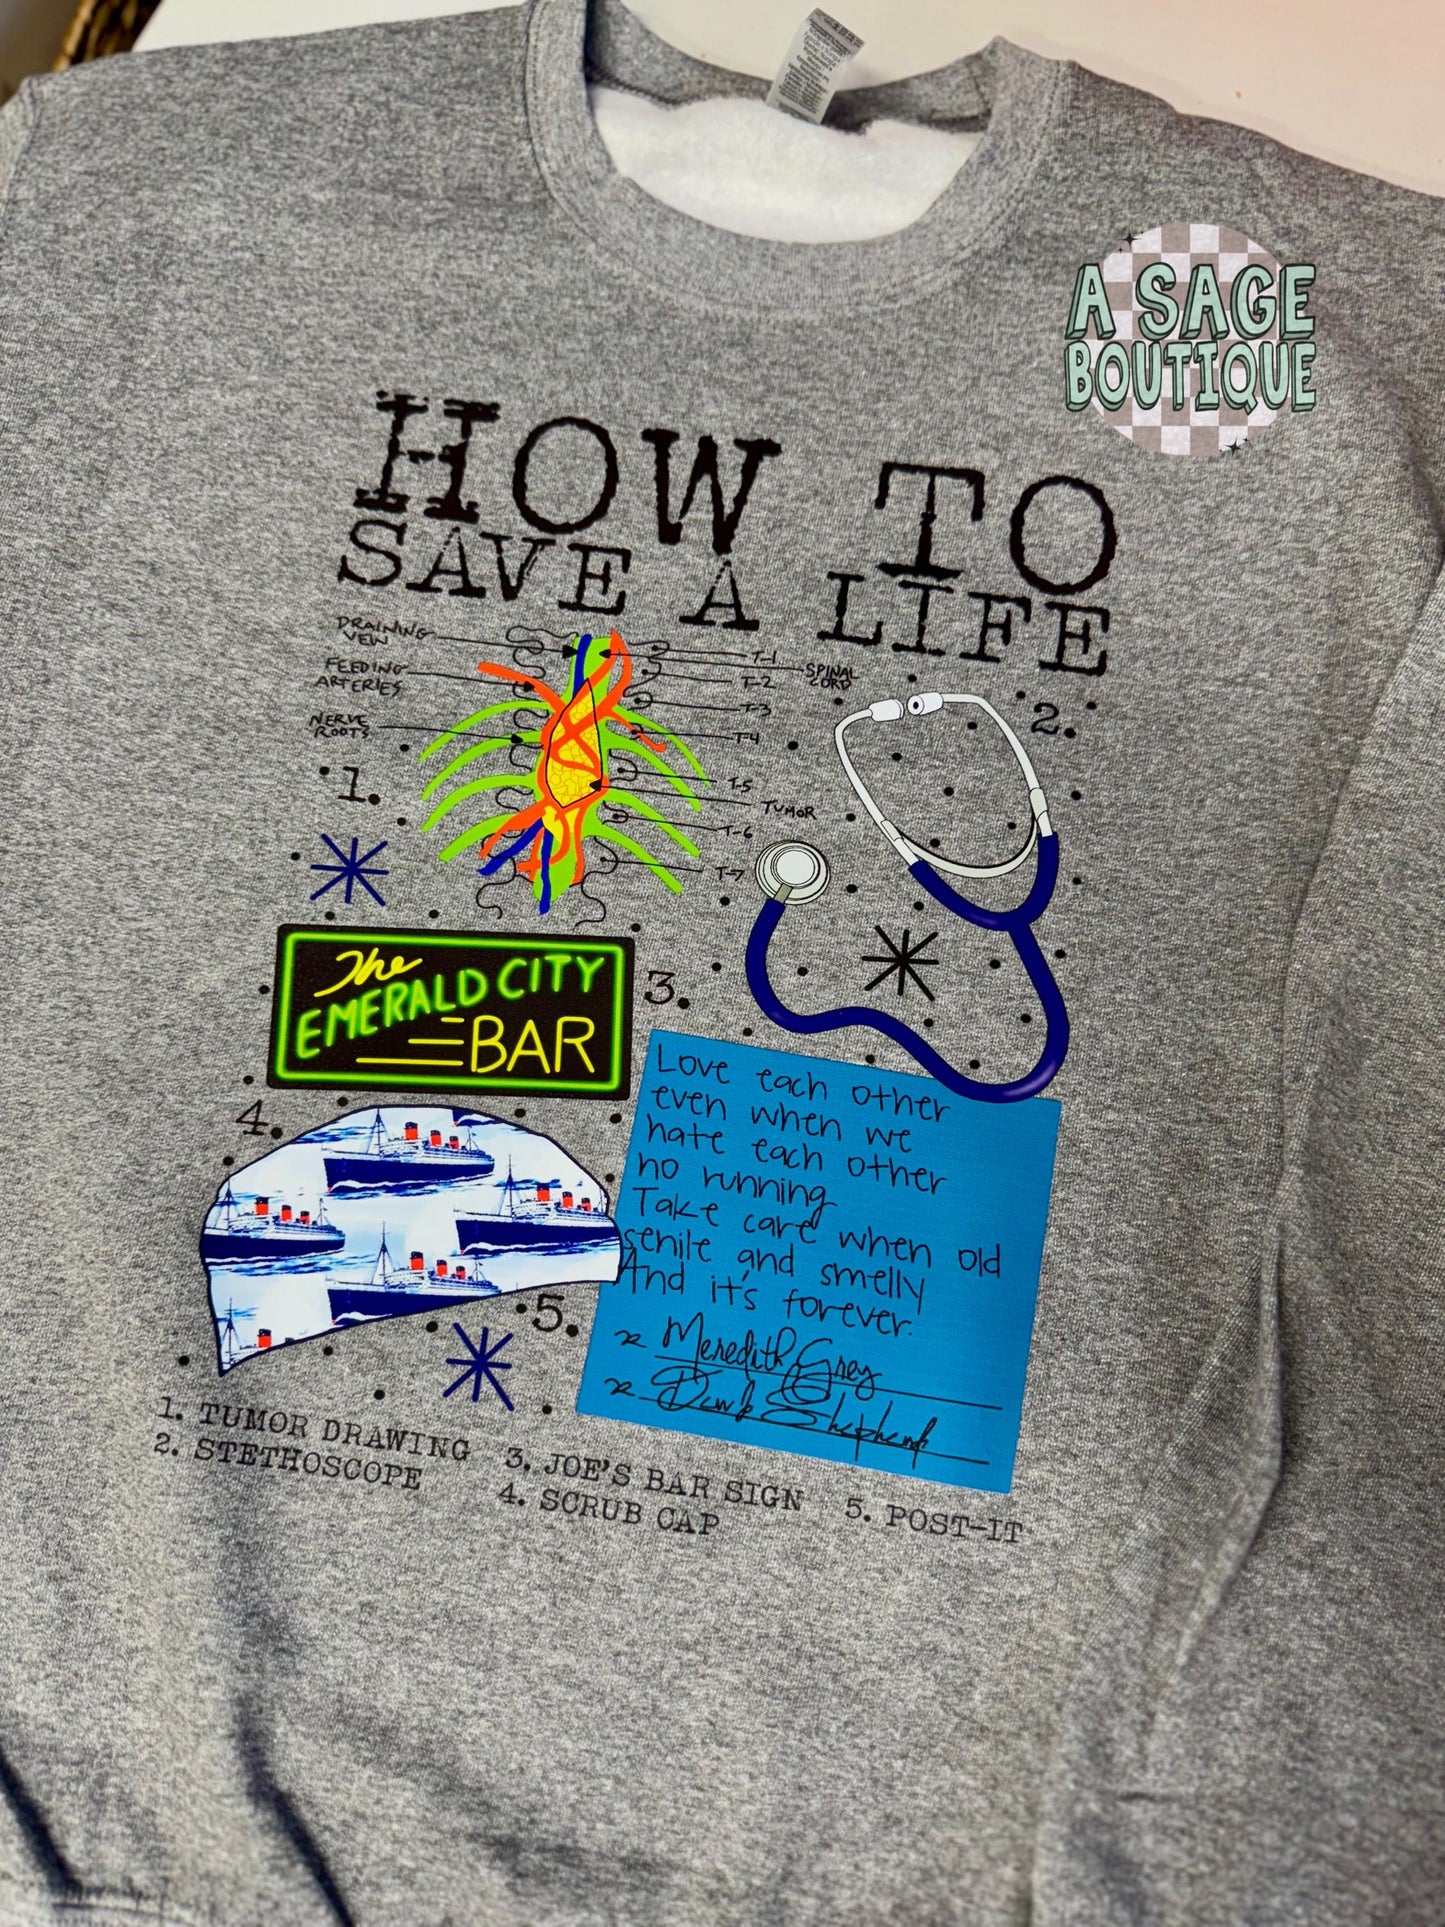 A SAGE
BOUTIQUE
HOW TO
SAVE A LIFE
DRAINING
VEW
FEEDING
ARTERIES
NERVE
ROOTS
T-1
SPINAL
CORD
T-2
T-3
T-4
T-5
TUMOR
T-6
T-7
1.
2.
The
EMERALD CITY
BAR
3.
Love each other
even when we
hate each other
no running
Take care when old
senile and smelly
And it's forever.
x Meredith Grey
x Derek Shepherd
4.
5.
1. TUMOR DRAWING
2. STETHOSCOPE
3. JOE'S BAR SIGN
4. SCRUB CAP
5. POST-IT